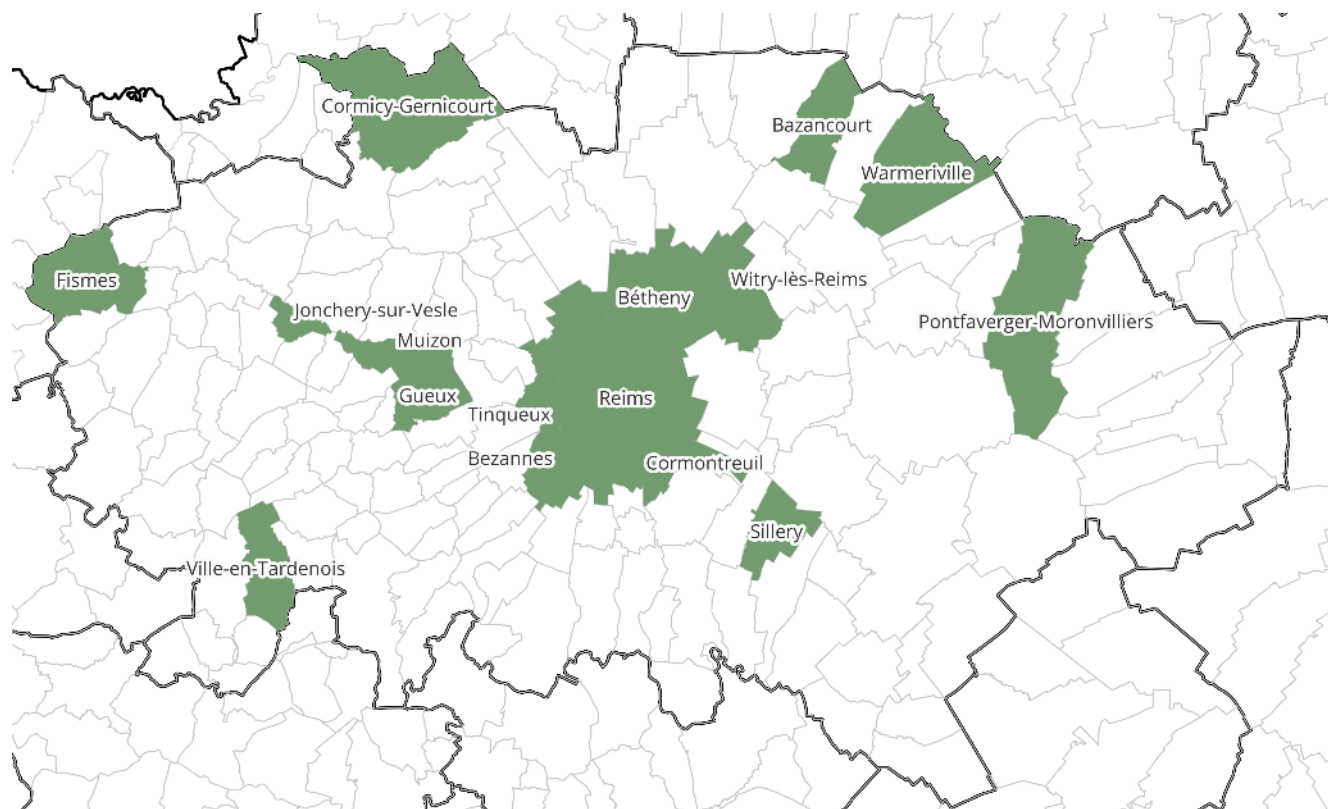 Cormicy-Gernicourt
Bazancourt
Warmeriville
Fismes
Witry-lès-Reims
Bétheny
Jonchery-sur-Vesle
Pontfaverger-Moronvilliers
Muizon
Gueux
Reims
Tinqueux
Bezannes
Cormontreuil
Sillery
Ville-en-Tardenois